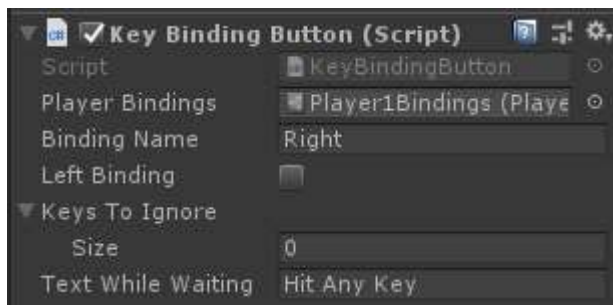 c# Key Binding Button (Script)
Script KeyBindingButton
Player Bindings Player1Bindings (Playe
Binding Name Right
Left Binding
Keys To Ignore
Size 0
Text While Waiting Hit Any Key